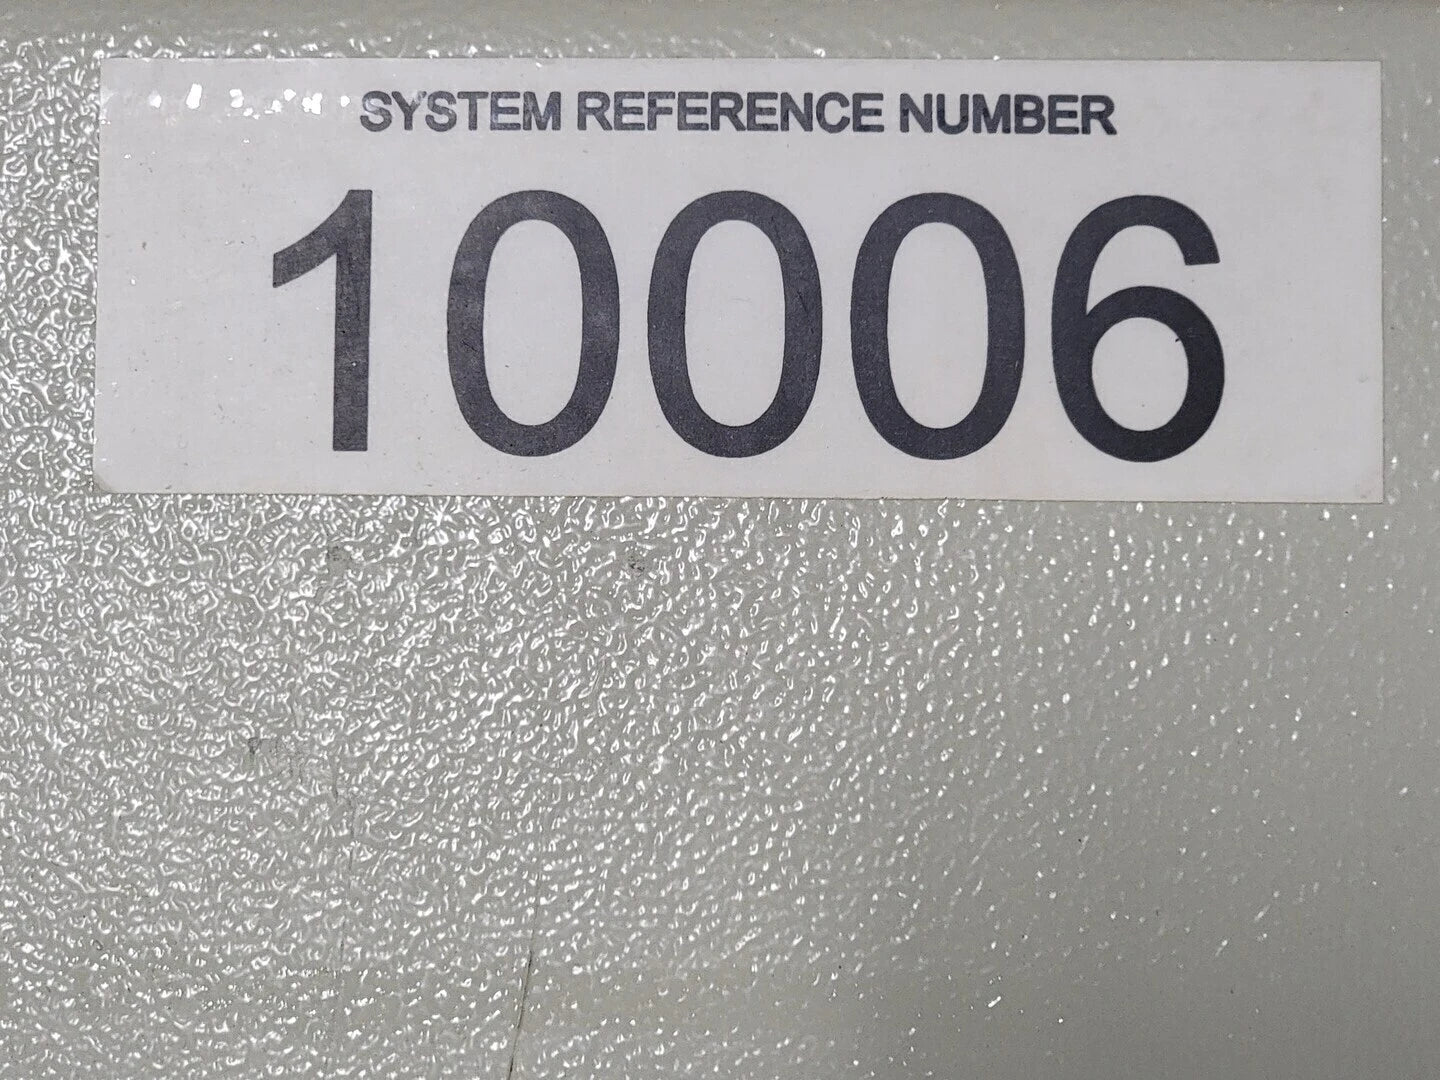 SYSTEM REFERENCE NUMBER
10006